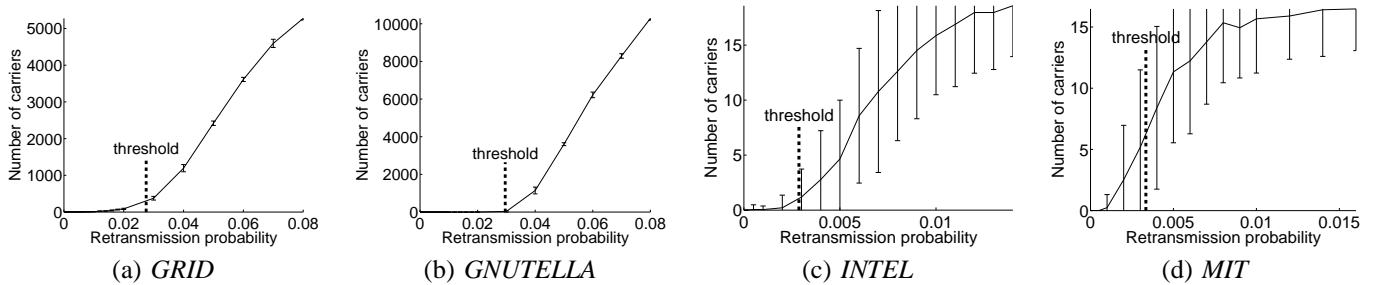 Number of carriers
5000
4000
3000
2000
1000
0
threshold
0 0.02 0.04 0.06 0.08
Retransmission probability
(a) GRID
Number of carriers
10000
8000
6000
4000
2000
0
threshold
0 0.02 0.04 0.06 0.08
Retransmission probability
(b) GNUTELLA
Number of carriers
15
10
5
0
threshold
0 0.005 0.01
Retransmission probability
(c) INTEL
Number of carriers
15
10
5
0
threshold
0 0.005 0.01 0.015
Retransmission probability
(d) MIT